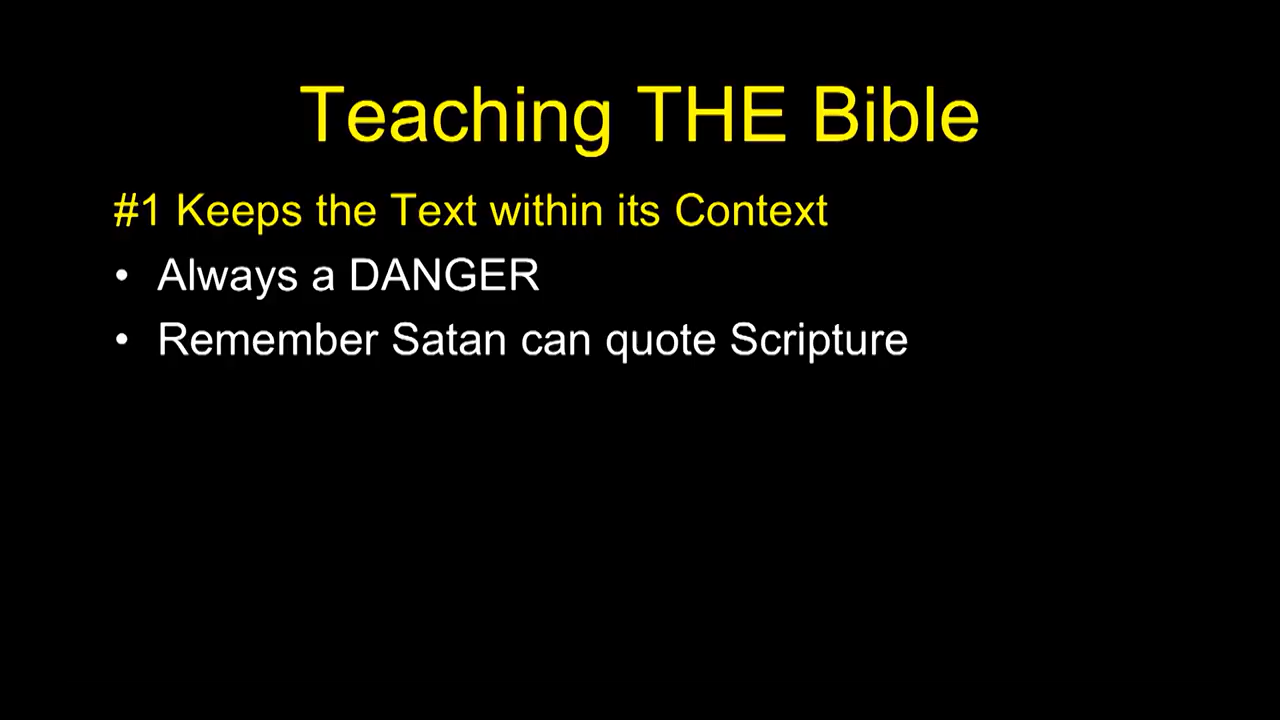 Teaching THE Bible
#1 Keeps the Text within its Context
• Always a DANGER
• Remember Satan can quote Scripture